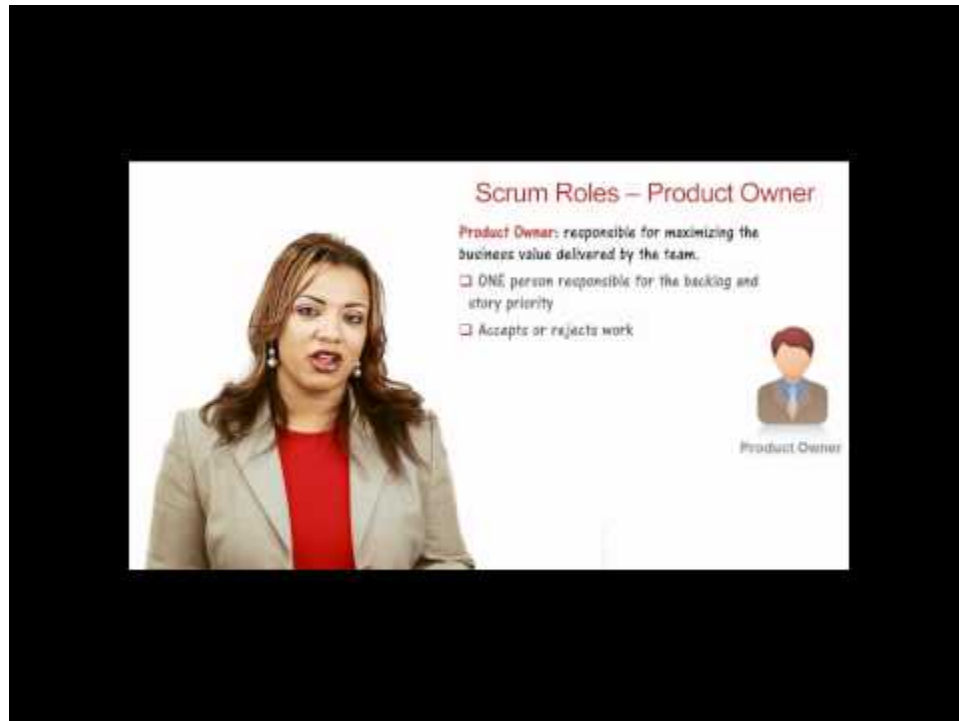 Scrum Roles – Product Owner
Product Owner: responsible for maximizing the
business value delivered by the team.
❑ ONE person responsible for the backlog and
story priority
❑ Accepts or rejects work
Product Owner